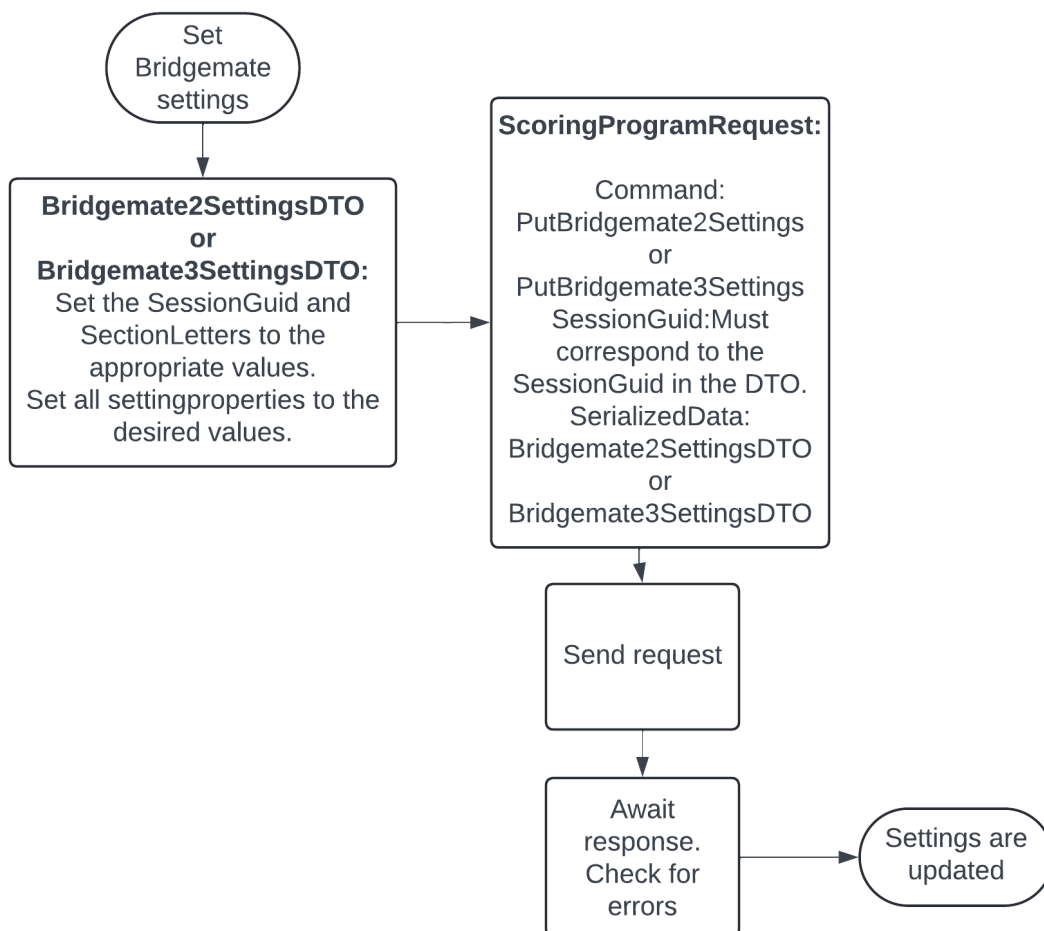 Set
Bridgemate
settings
Bridgemate2SettingsDTO
or
Bridgemate3SettingsDTO:
Set the SessionGuid and
SectionLetters to the
appropriate values.
Set all settingproperties to the
desired values.
ScoringProgramRequest:
Command:
PutBridgemate2Settings
or
PutBridgemate3Settings
SessionGuid:Must
correspond to the
SessionGuid in the DTO.
SerializedData:
Bridgemate2SettingsDTO
or
Bridgemate3SettingsDTO
Send request
Await
response.
Check for
errors
Settings are
updated